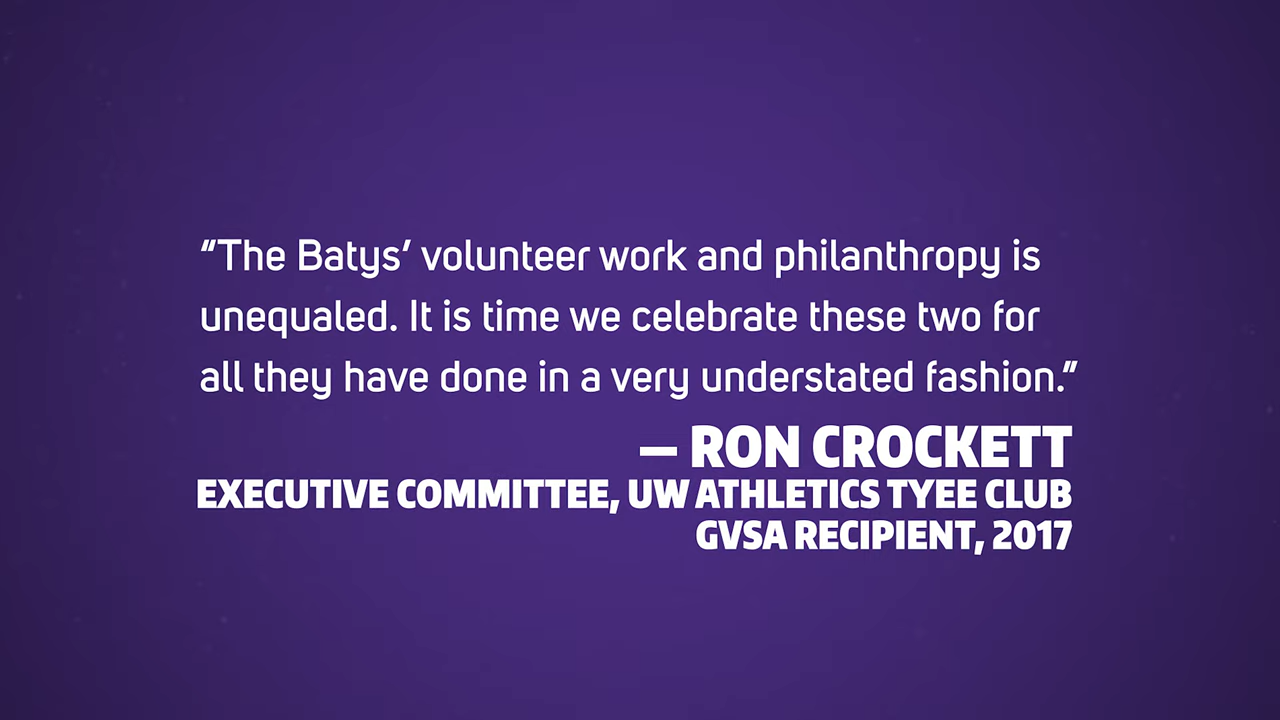 “The Batys’ volunteer work and philanthropy is
unequaled. It is time we celebrate these two for
all they have done in a very understated fashion.”
— RON CROCKETT
EXECUTIVE COMMITTEE, UW ATHLETICS TYEE CLUB
GVSA RECIPIENT, 2017